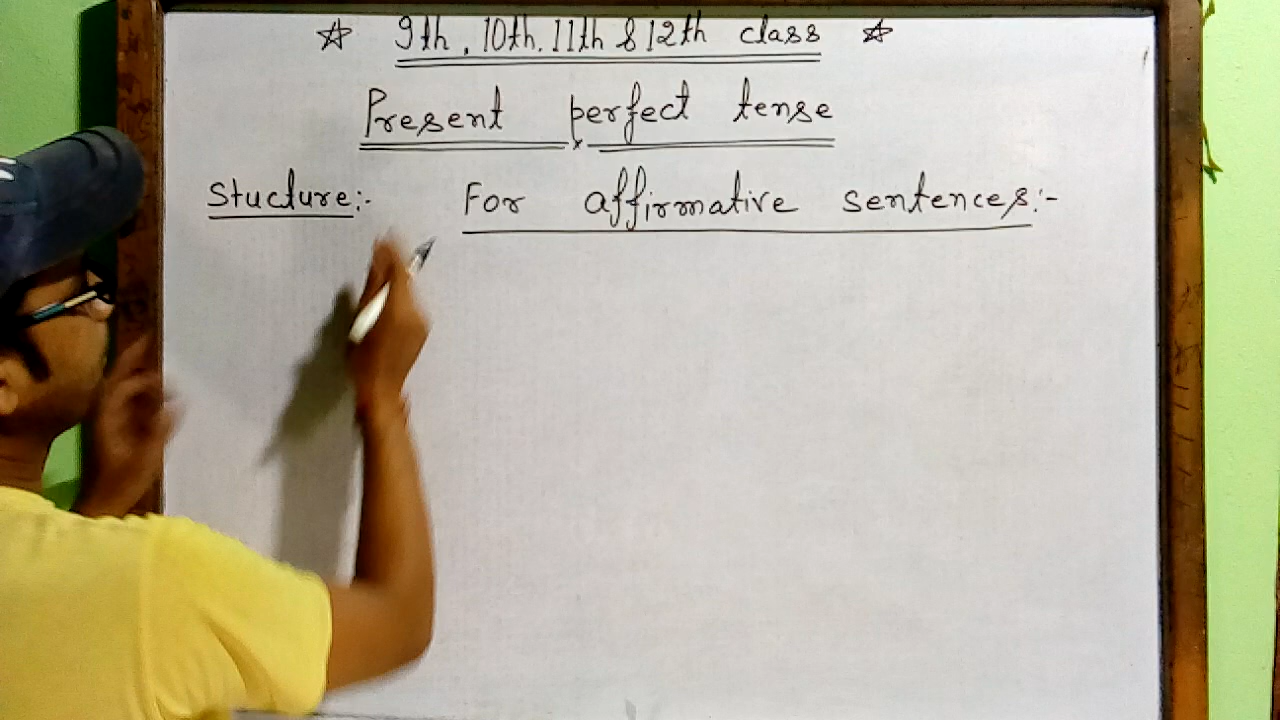 ☆ 9th, 10th, 11th & 12th class ☆
Present perfect tense
Stucture:- For affirmative sentences:-